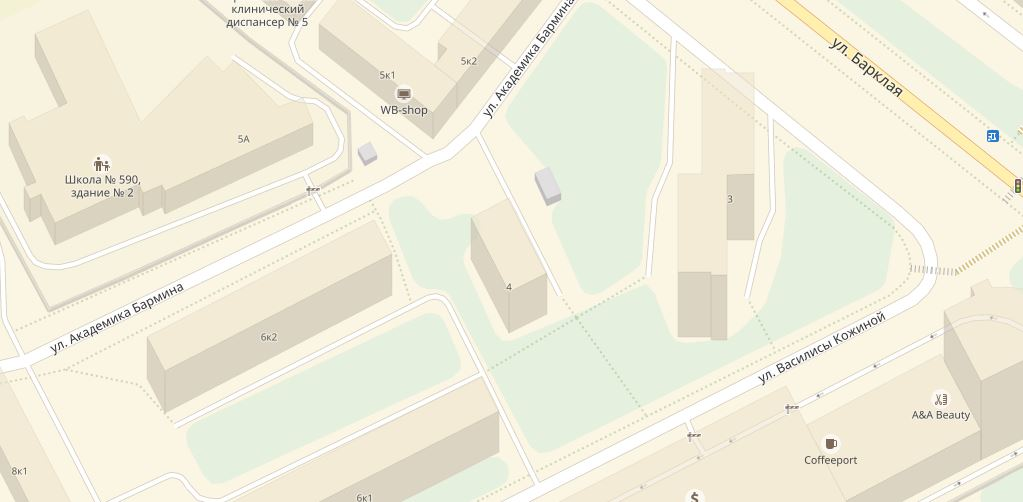 клинический
диспансер № 5
ул. Академика Бармина
ул. Барклая
5к1
5к2
WB-shop
5А
Школа № 590,
здание № 2
3
4
ул. Академика Бармина
6к2
ул. Василисы Кожиной
A&A Beauty
Coffeeport
8к1
6к1
$